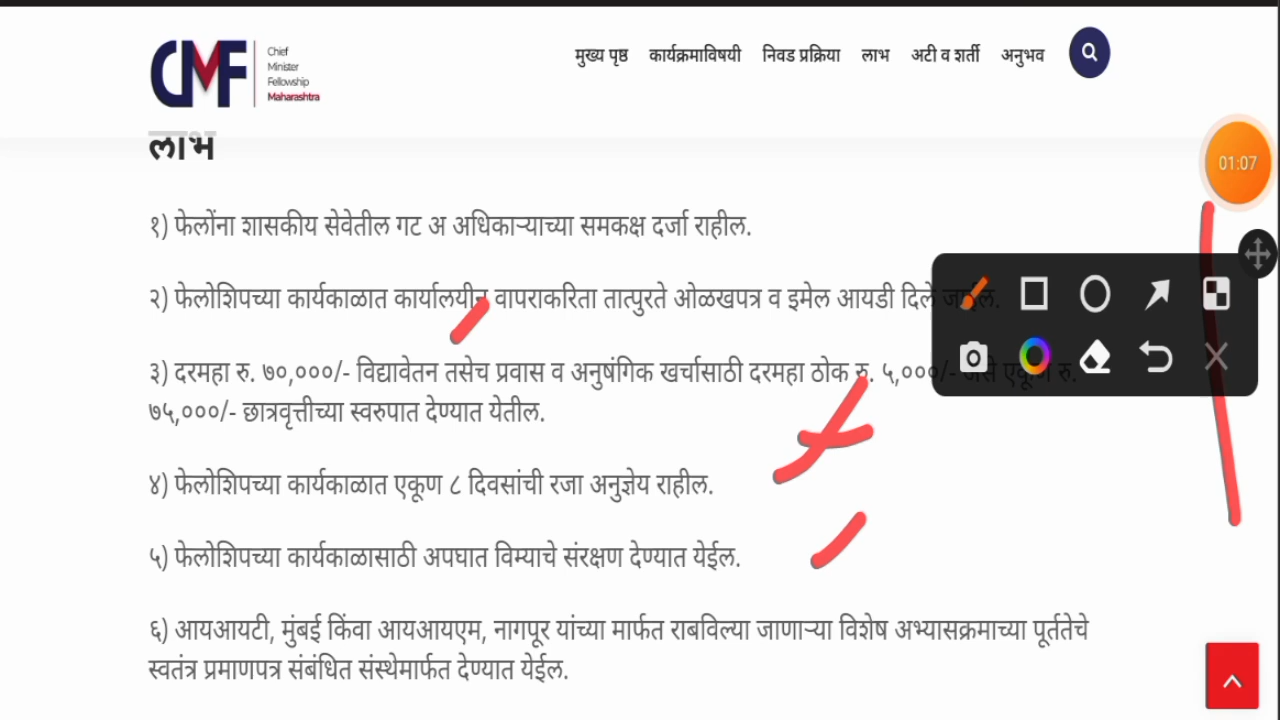 CMF
Chief
Minister
Fellowship
Maharashtra
मुख्य पृष्ठ कार्यक्रमाविषयी निवड प्रक्रिया लाभ अटी व शर्ती अनुभव
लाभ
01:07
१) फेलोंना शासकीय सेवेतील गट अ अधिकाऱ्याच्या समकक्ष दर्जा राहील.
२) फेलोशिपच्या कार्यकाळात कार्यालयीन वापराकरिता तात्पुरते ओळखपत्र व इमेल आयडी दिले जाईल.
३) दरमहा रु. ७०,०००/- विद्यावेतन तसेच प्रवास व अनुषंगिक खर्चासाठी दरमहा ठोक रु. ५,०००/- असे एकूण रु.
७५,०००/- छात्रवृत्तीच्या स्वरुपात देण्यात येतील.
४) फेलोशिपच्या कार्यकाळात एकूण ८ दिवसांची रजा अनुज्ञेय राहील.
५) फेलोशिपच्या कार्यकाळासाठी अपघात विम्याचे संरक्षण देण्यात येईल.
६) आयआयटी, मुंबई किंवा आयआयएम, नागपूर यांच्या मार्फत राबविल्या जाणाऱ्या विशेष अभ्यासक्रमाच्या पूर्ततेचे
स्वतंत्र प्रमाणपत्र संबंधित संस्थेमार्फत देण्यात येईल.